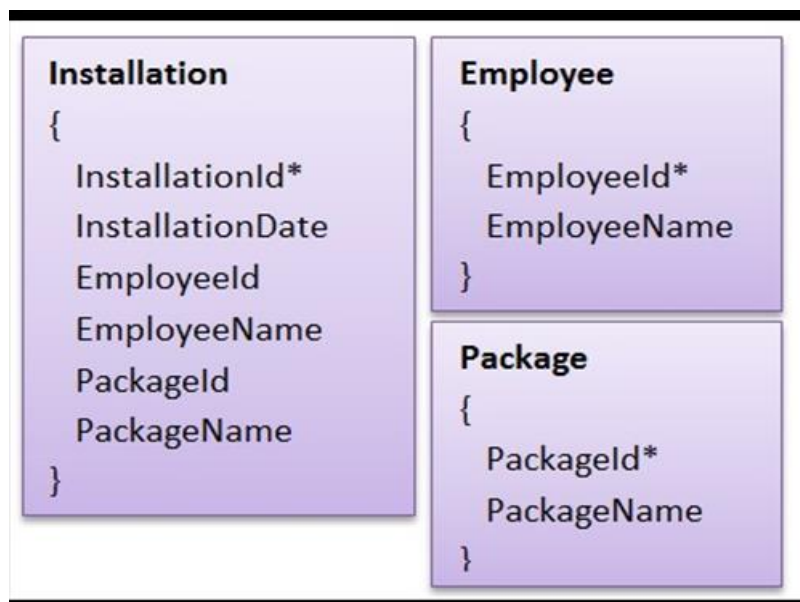 Installation
{
InstallationId*
InstallationDate
EmployeeId
EmployeeName
PackageId
PackageName
}
Employee
{
EmployeeId*
EmployeeName
}
Package
{
PackageId*
PackageName
}